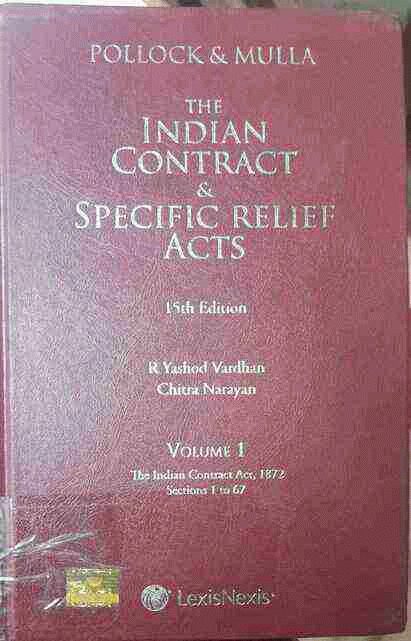 POLLOCK & MULLA
THE
INDIAN
CONTRACT
&
SPECIFIC RELIEF
ACTS
15th Edition
R Yashod Vardhan
Chitra Narayan
VOLUME 1
The Indian Contract Act, 1872
Sections 1 to 67
LexisNexis®